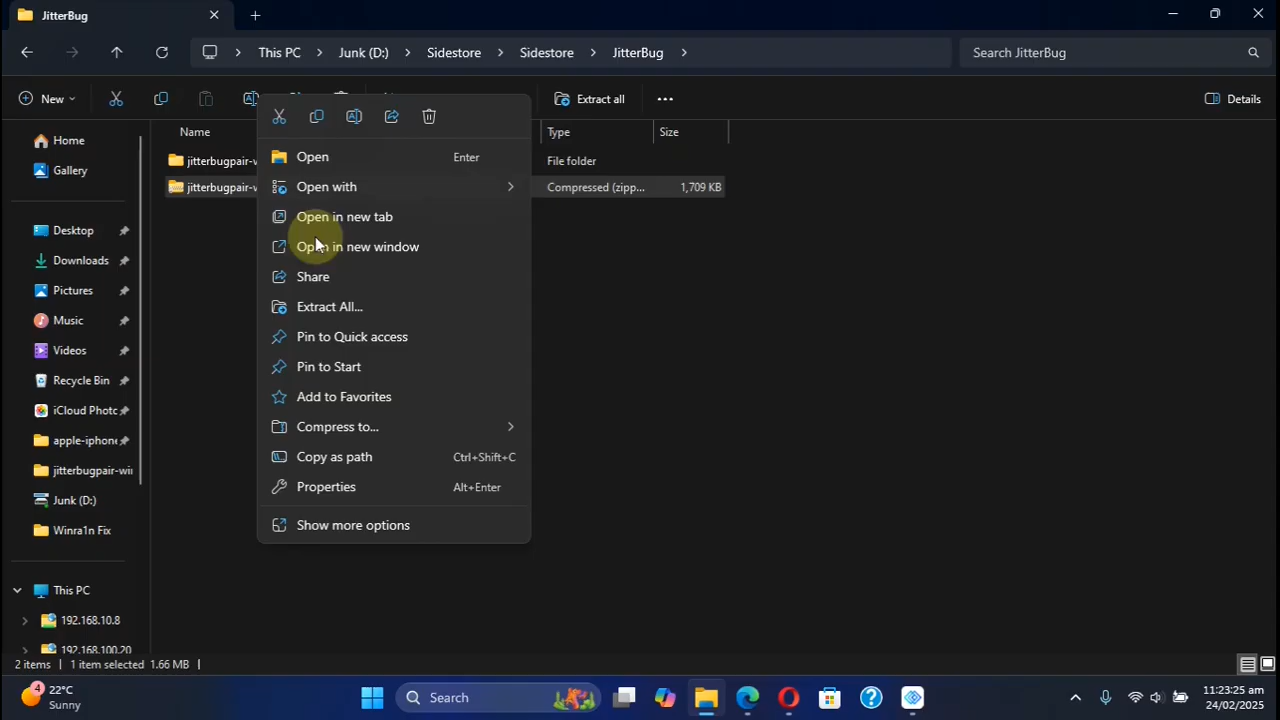 JitterBug
This PC > Junk (D:) > Sidestore > Sidestore > JitterBug >
Search JitterBug
New
Extract all
Details
Name
Type
Size
jitterbugpair-w
File folder
jitterbugpair-w
Compressed (zipp...
1,709 KB
Home
Gallery
Desktop
Downloads
Pictures
Music
Videos
Recycle Bin
iCloud Photo
apple-iphone
jitterbugpair-win
Junk (D:)
Winra1n Fix
This PC
192.168.10.8
192.168.100.20
Open Enter
Open with
Open in new tab
Open in new window
Share
Extract All...
Pin to Quick access
Pin to Start
Add to Favorites
Compress to...
Copy as path Ctrl+Shift+C
Properties Alt+Enter
Show more options
2 items 1 item selected 1.66 MB
4
22°C
Sunny
Search
11:23:25 am
24/02/2025